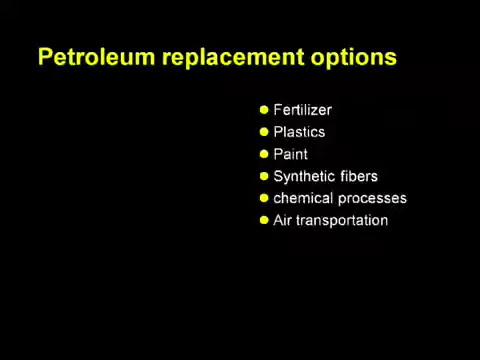 Petroleum replacement options
Fertilizer
Plastics
Paint
Synthetic fibers
chemical processes
Air transportation